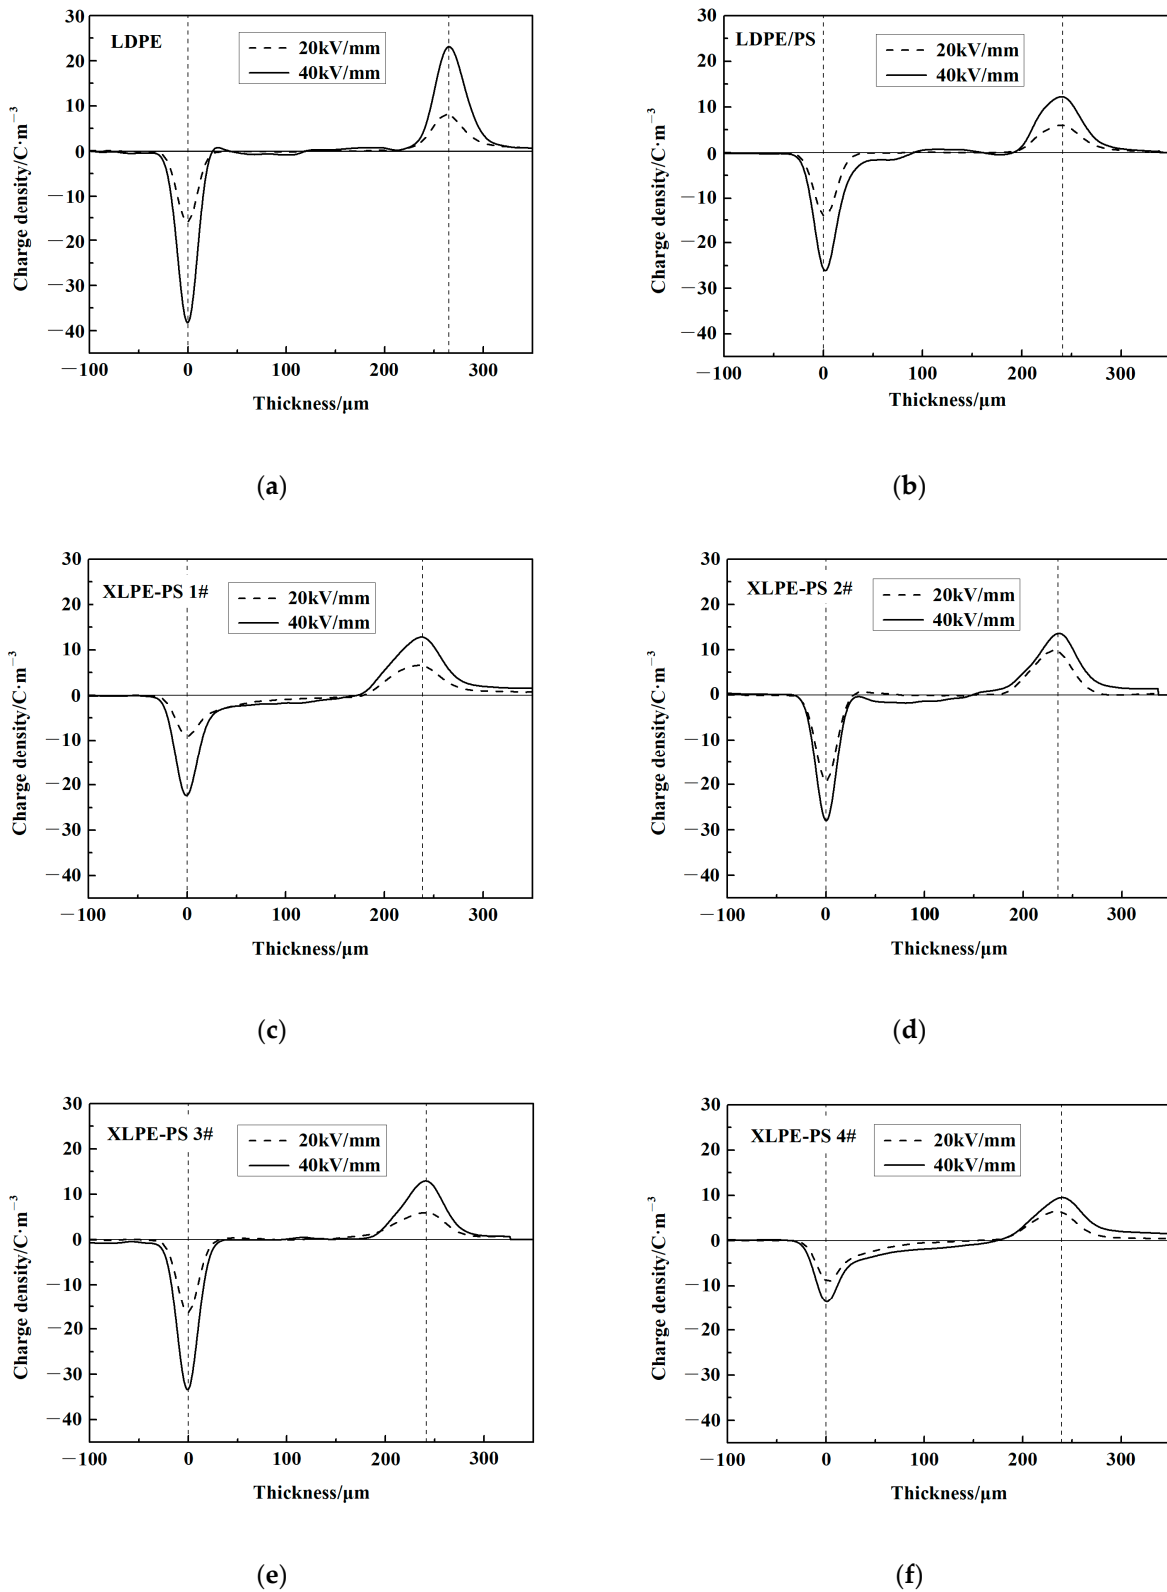 LDPE
20kV/mm
40kV/mm
30
20
10
0
−10
−20
−30
−40
Charge density/C·m−3
−100
0
100
200
300
Thickness/μm
(a)
LDPE/PS
20kV/mm
40kV/mm
30
20
10
0
−10
−20
−30
−40
Charge density/C·m−3
−100
0
100
200
300
Thickness/μm
(b)
XLPE-PS 1#
20kV/mm
40kV/mm
30
20
10
0
−10
−20
−30
−40
Charge density/C·m−3
−100
0
100
200
300
Thickness/μm
(c)
XLPE-PS 2#
20kV/mm
40kV/mm
30
20
10
0
−10
−20
−30
−40
Charge density/C·m−3
−100
0
100
200
300
Thickness/μm
(d)
XLPE-PS 3#
20kV/mm
40kV/mm
30
20
10
0
−10
−20
−30
−40
Charge density/C·m−3
−100
0
100
200
300
Thickness/μm
(e)
XLPE-PS 4#
20kV/mm
40kV/mm
30
20
10
0
−10
−20
−30
−40
Charge density/C·m−3
−100
0
100
200
300
Thickness/μm
(f)